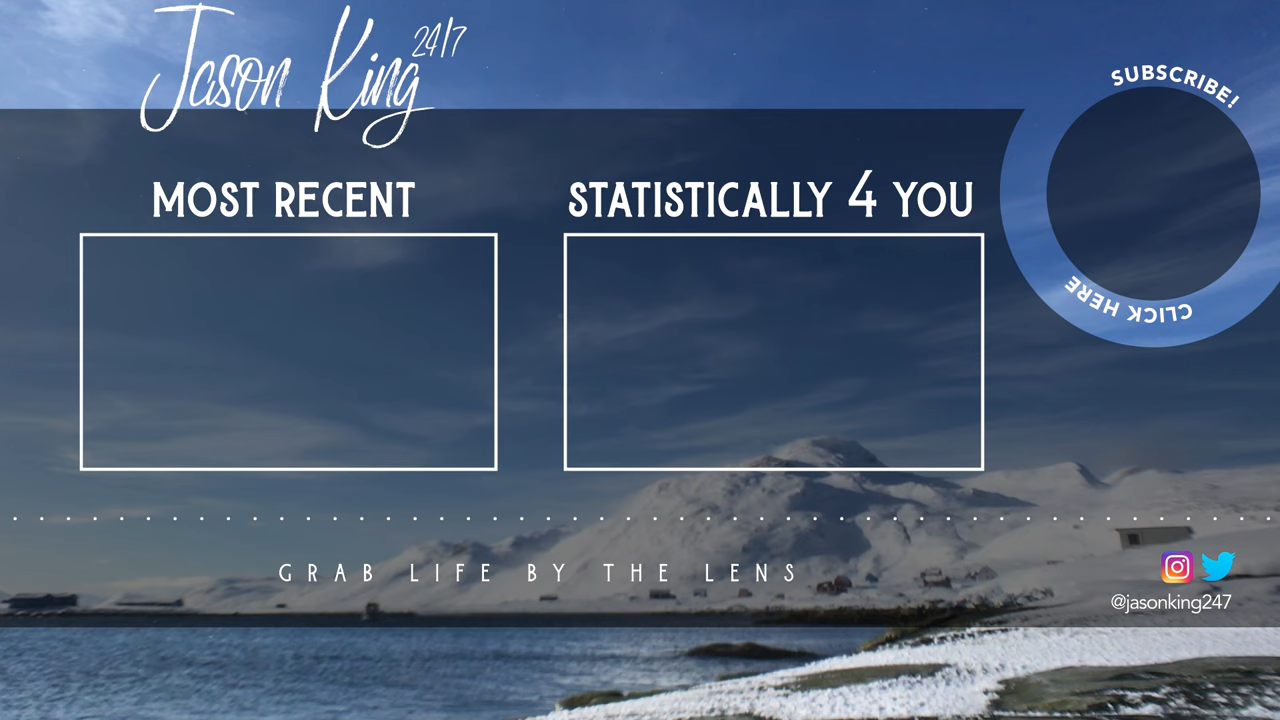 Jason King 24/7
SUBSCRIBE!
MOST RECENT
STATISTICALLY 4 YOU
CLICK HERE
GRAB LIFE BY THE LENS
@jasonking247